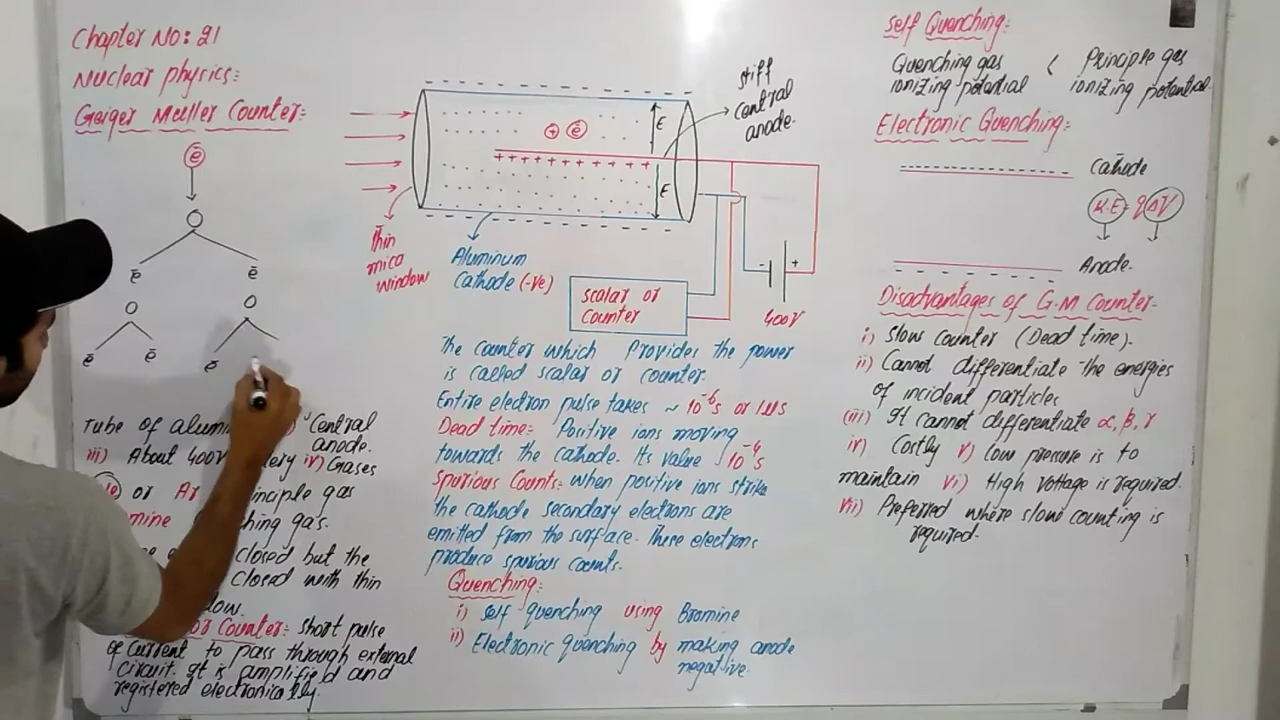 Chapter NO: 21
Nuclear physics:
Geiger Muller Counter:
ē
ē ē
ē ē ē
Tube of alumi
Central
anode.
iii) About 400V iv) Gases
or Ar inciple gas
mine ching gas.
closed but the
closed with thin
dow.
or Counter: Short pulse
of current to pass through external
circuit. It is amplified and
registered electronically.
+ ē
E
E
+ + + + + + + + + + + +
stiff
central
anode.
thin
mica
window
Aluminum
Cathode (-ve)
scalar or
counter
- +
400V
The counter which Provides the power
is called scalar or counter.
Entire electron pulse takes ~ 10⁻⁶s or 1μs
Dead time: Positive ions moving
towards the cathode. Its value 10⁻⁴s
Spurious Counts: when positive ions strike
the cathode secondary electrons are
emitted from the surface. These electrons
produce spurious counts.
Quenching:
i) self quenching using Bromine
ii) Electronic quenching by making anode
negative.
Self Quenching:
Quenching gas < Principle gas
ionizing potential ionizing potential
Electronic Quenching:
Cathode
K.E = qΔV
Anode.
Disadvantages of G.M Counter-
i) Slow counter (Dead time).
ii) Cannot differentiate the energies
of incident particles
(iii) It cannot differentiate α, β, γ
iv) Costly v) Low pressure is to
maintain vi) High voltage is required.
vii) Preferred where slow counting is
required.